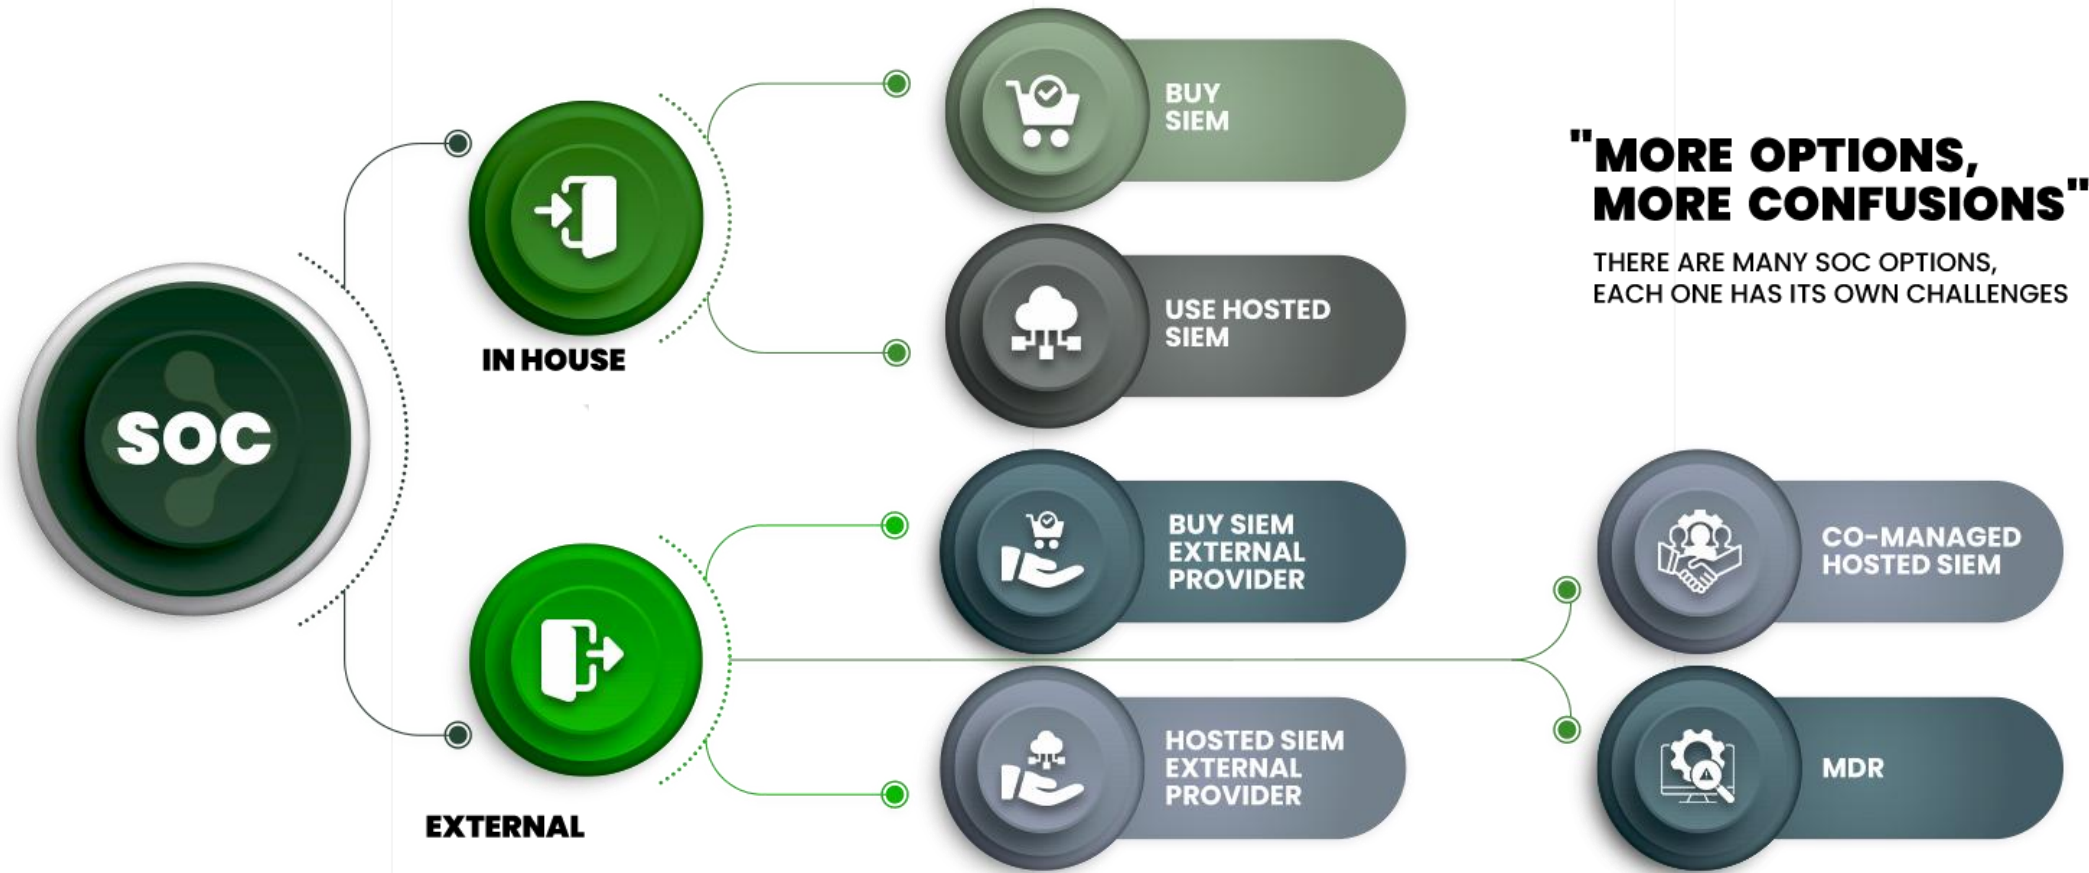 SOC
IN HOUSE
EXTERNAL
BUY
SIEM
USE HOSTED
SIEM
BUY SIEM
EXTERNAL
PROVIDER
HOSTED SIEM
EXTERNAL
PROVIDER
"MORE OPTIONS,
MORE CONFUSIONS"
THERE ARE MANY SOC OPTIONS,
EACH ONE HAS ITS OWN CHALLENGES
CO-MANAGED
HOSTED SIEM
MDR